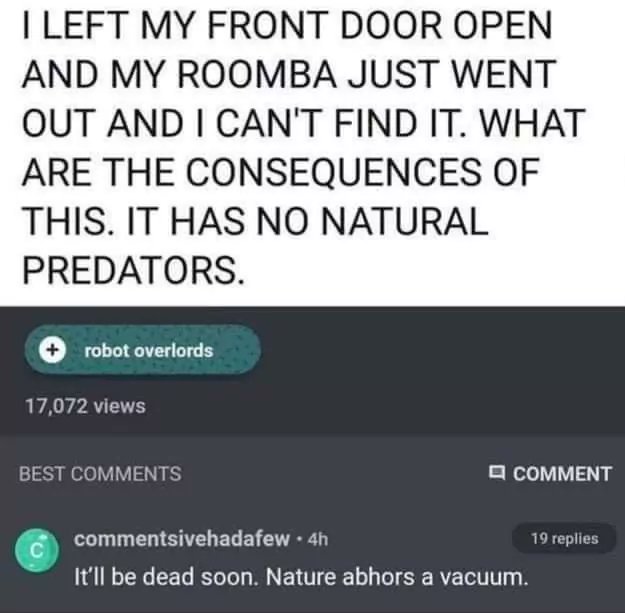 I LEFT MY FRONT DOOR OPEN
AND MY ROOMBA JUST WENT
OUT AND I CAN'T FIND IT. WHAT
ARE THE CONSEQUENCES OF
THIS. IT HAS NO NATURAL
PREDATORS.
robot overlords
17,072 views
BEST COMMENTS
COMMENT
C
commentsivehadafew • 4h
19 replies
It'll be dead soon. Nature abhors a vacuum.